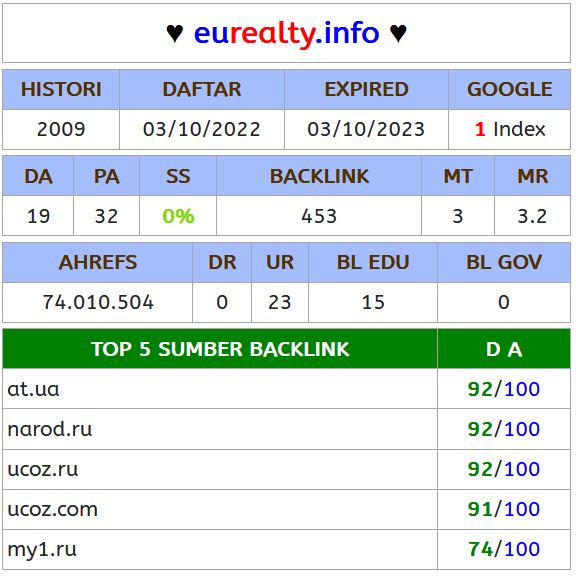 ♥ eurealty.info ♥
HISTORI DAFTAR EXPIRED GOOGLE
2009 03/10/2022 03/10/2023 1 Index
DA PA SS BACKLINK MT MR
19 32 0% 453 3 3.2
AHREFS DR UR BL EDU BL GOV
74.010.504 0 23 15 0
TOP 5 SUMBER BACKLINK D A
at.ua 92/100
narod.ru 92/100
ucoz.ru 92/100
ucoz.com 91/100
my1.ru 74/100